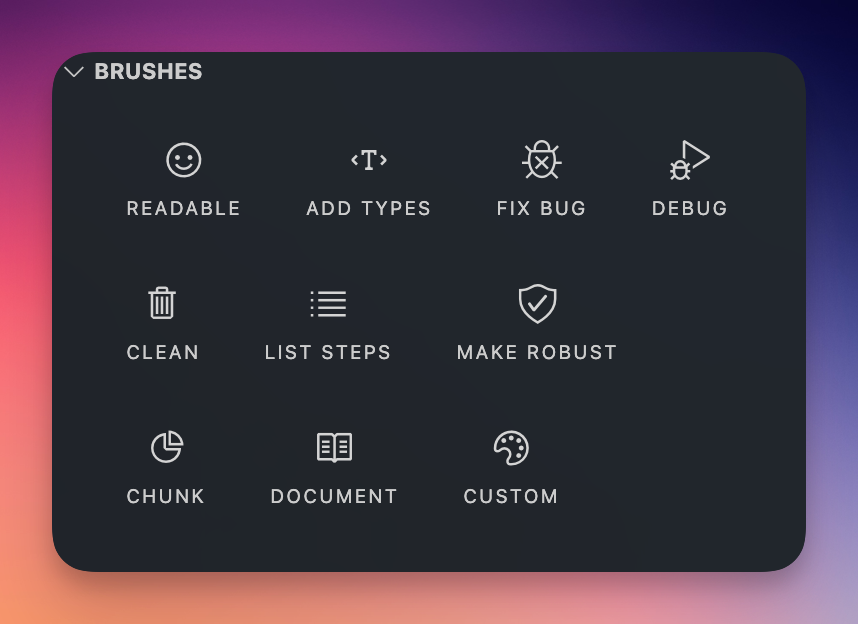 BRUSHES
READABLE ADD TYPES FIX BUG DEBUG
CLEAN LIST STEPS MAKE ROBUST
CHUNK DOCUMENT CUSTOM